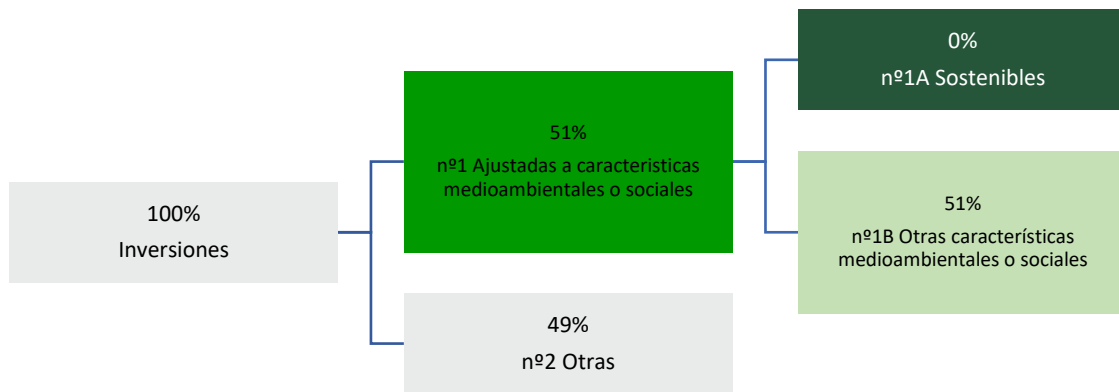 100%
Inversiones
51%
nº1 Ajustadas a caracteristicas
medioambientales o sociales
49%
nº2 Otras
0%
nº1A Sostenibles
51%
nº1B Otras característicias
medioambientales o sociales